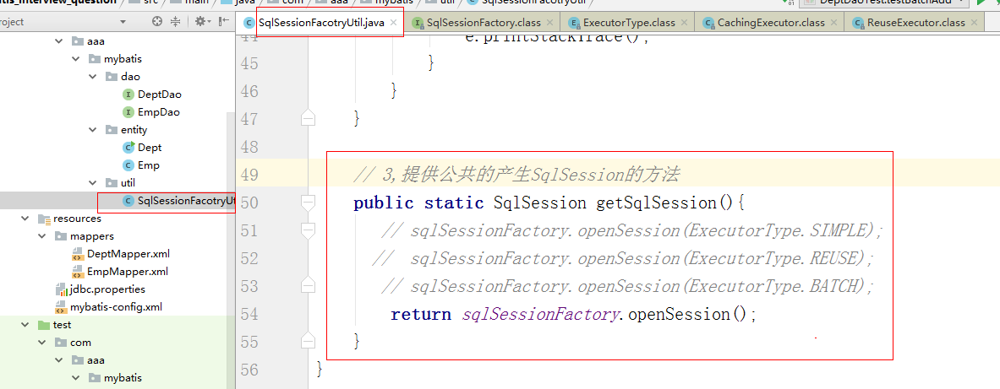 tis_interview_question src main java com aaa mybatis util SqlSessionFacotryUtil DeptDaoTest.testBatchAdd
roject
SqlSessionFacotryUtil.java SqlSessionFactory.class ExecutorType.class CachingExecutor.class ReuseExecutor.class
aaa
mybatis
dao
DeptDao
EmpDao
entity
Dept
Emp
util
SqlSessionFacotryUt
resources
mappers
DeptMapper.xml
EmpMapper.xml
jdbc.properties
mybatis-config.xml
test
com
aaa
mybatis
44 e.printStackTrace();
45 }
46 }
47 }
48
49 // 3,提供公共的产生SqlSession的方法
50 public static SqlSession getSqlSession(){
51 // sqlSessionFactory.openSession(ExecutorType.SIMPLE);
52 // sqlSessionFactory.openSession(ExecutorType.REUSE);
53 // sqlSessionFactory.openSession(ExecutorType.BATCH);
54 return sqlSessionFactory.openSession();
55 }
56 }